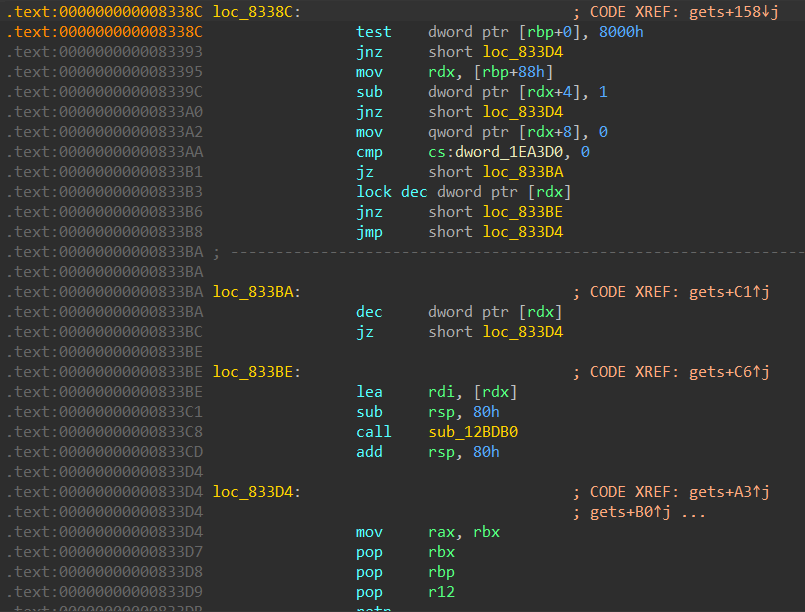 .text:000000000008338C loc_8338C: ; CODE XREF: gets+158↓j
.text:000000000008338C test dword ptr [rbp+0], 8000h
.text:0000000000083393 jnz short loc_833D4
.text:0000000000083395 mov rdx, [rbp+88h]
.text:000000000008339C sub dword ptr [rdx+4], 1
.text:00000000000833A0 jnz short loc_833D4
.text:00000000000833A2 mov qword ptr [rdx+8], 0
.text:00000000000833AA cmp cs:dword_1EA3D0, 0
.text:00000000000833B1 jz short loc_833BA
.text:00000000000833B3 lock dec dword ptr [rdx]
.text:00000000000833B6 jnz short loc_833BE
.text:00000000000833B8 jmp short loc_833D4
.text:00000000000833BA ; ---------------------------------------------------------------
.text:00000000000833BA
.text:00000000000833BA loc_833BA: ; CODE XREF: gets+C1↑j
.text:00000000000833BA dec dword ptr [rdx]
.text:00000000000833BC jz short loc_833D4
.text:00000000000833BE
.text:00000000000833BE loc_833BE: ; CODE XREF: gets+C6↑j
.text:00000000000833BE lea rdi, [rdx]
.text:00000000000833C1 sub rsp, 80h
.text:00000000000833C8 call sub_12BDB0
.text:00000000000833CD add rsp, 80h
.text:00000000000833D4
.text:00000000000833D4 loc_833D4: ; CODE XREF: gets+A3↑j
.text:00000000000833D4 ; gets+B0↑j ...
.text:00000000000833D4 mov rax, rbx
.text:00000000000833D7 pop rbx
.text:00000000000833D8 pop rbp
.text:00000000000833D9 pop r12